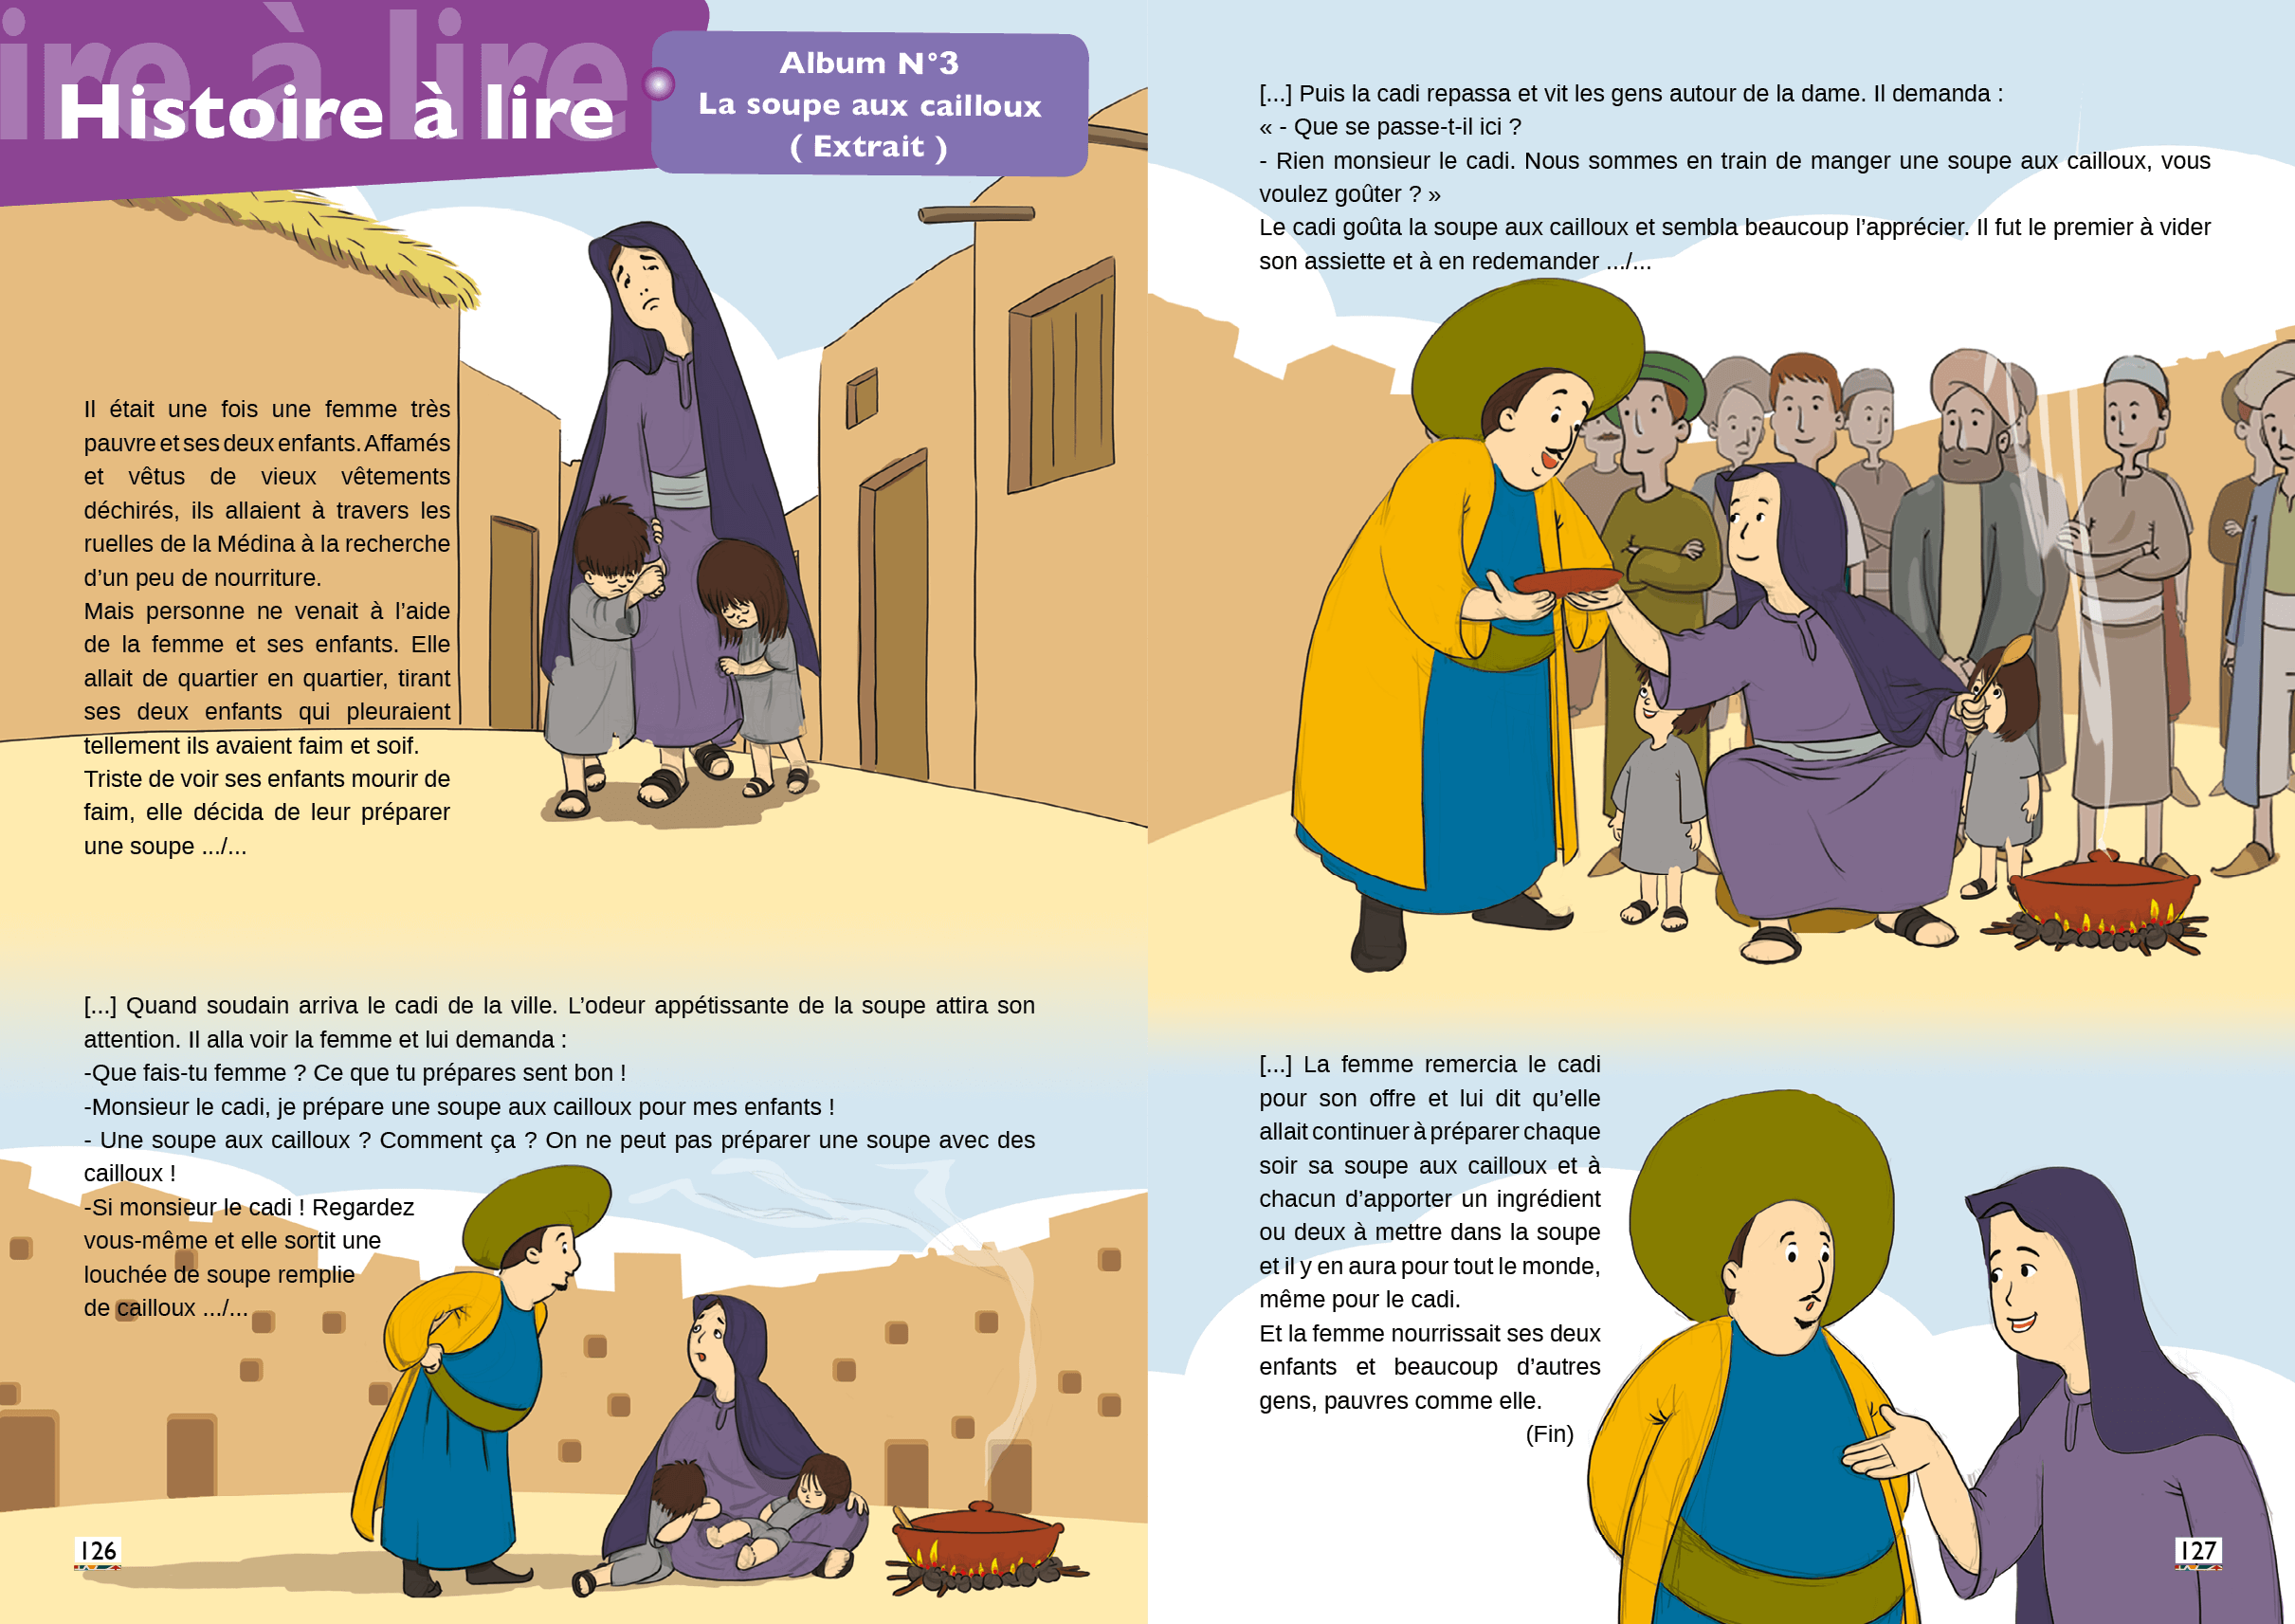 ire à lire
Histoire à lire
Album N°3
La soupe aux cailloux
( Extrait )
Il était une fois une femme très
pauvre et ses deux enfants. Affamés
et vêtus de vieux vêtements
déchirés, ils allaient à travers les
ruelles de la Médina à la recherche
d’un peu de nourriture.
Mais personne ne venait à l’aide
de la femme et ses enfants. Elle
allait de quartier en quartier, tirant
ses deux enfants qui pleuraient
tellement ils avaient faim et soif.
Triste de voir ses enfants mourir de
faim, elle décida de leur préparer
une soupe .../...
[...] Quand soudain arriva le cadi de la ville. L’odeur appétissante de la soupe attira son
attention. Il alla voir la femme et lui demanda :
-Que fais-tu femme ? Ce que tu prépares sent bon !
-Monsieur le cadi, je prépare une soupe aux cailloux pour mes enfants !
- Une soupe aux cailloux ? Comment ça ? On ne peut pas préparer une soupe avec des
cailloux !
-Si monsieur le cadi ! Regardez
vous-même et elle sortit une
louchée de soupe remplie
de cailloux .../...
126
[...] Puis la cadi repassa et vit les gens autour de la dame. Il demanda :
« - Que se passe-t-il ici ?
- Rien monsieur le cadi. Nous sommes en train de manger une soupe aux cailloux, vous
voulez goûter ? »
Le cadi goûta la soupe aux cailloux et sembla beaucoup l’apprécier. Il fut le premier à vider
son assiette et à en redemander .../...
[...] La femme remercia le cadi
pour son offre et lui dit qu’elle
allait continuer à préparer chaque
soir sa soupe aux cailloux et à
chacun d’apporter un ingrédient
ou deux à mettre dans la soupe
et il y en aura pour tout le monde,
même pour le cadi.
Et la femme nourrissait ses deux
enfants et beaucoup d’autres
gens, pauvres comme elle.
(Fin)
127